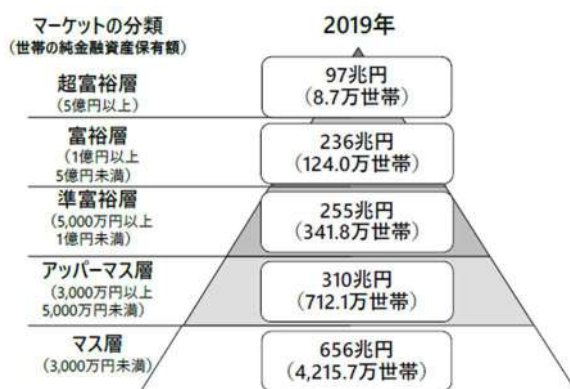 マーケットの分類
(世帯の純金融資産保有額)
2019年
超富裕層
(5億円以上)
97兆円
(8.7万世帯)
富裕層
(1億円以上
5億円未満)
236兆円
(124.0万世帯)
準富裕層
(5,000万円以上
1億円未満)
255兆円
(341.8万世帯)
アッパーマス層
(3,000万円以上
5,000万円未満)
310兆円
(712.1万世帯)
マス層
(3,000万円未満)
656兆円
(4,215.7万世帯)